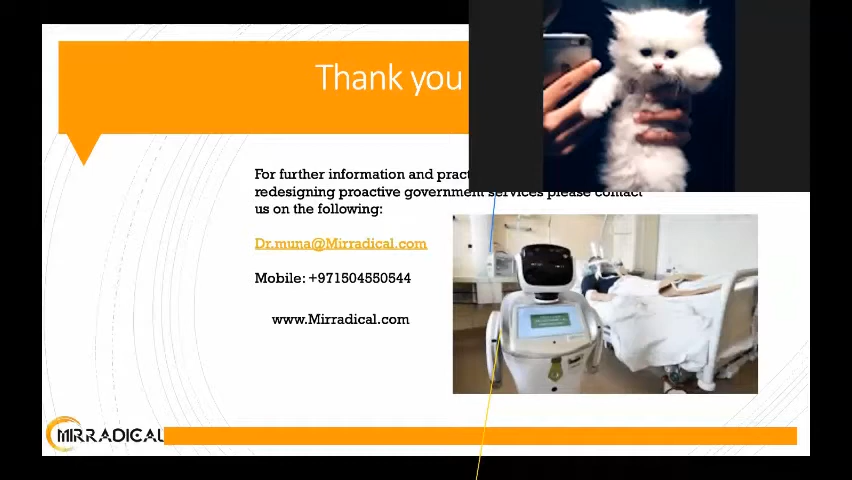 Thank you
For further information and pract
redesigning proactive government services please contact
us on the following:
Dr.muna@Mirradical.com
Mobile: +971504550544
www.Mirradical.com
MIRRADICAL